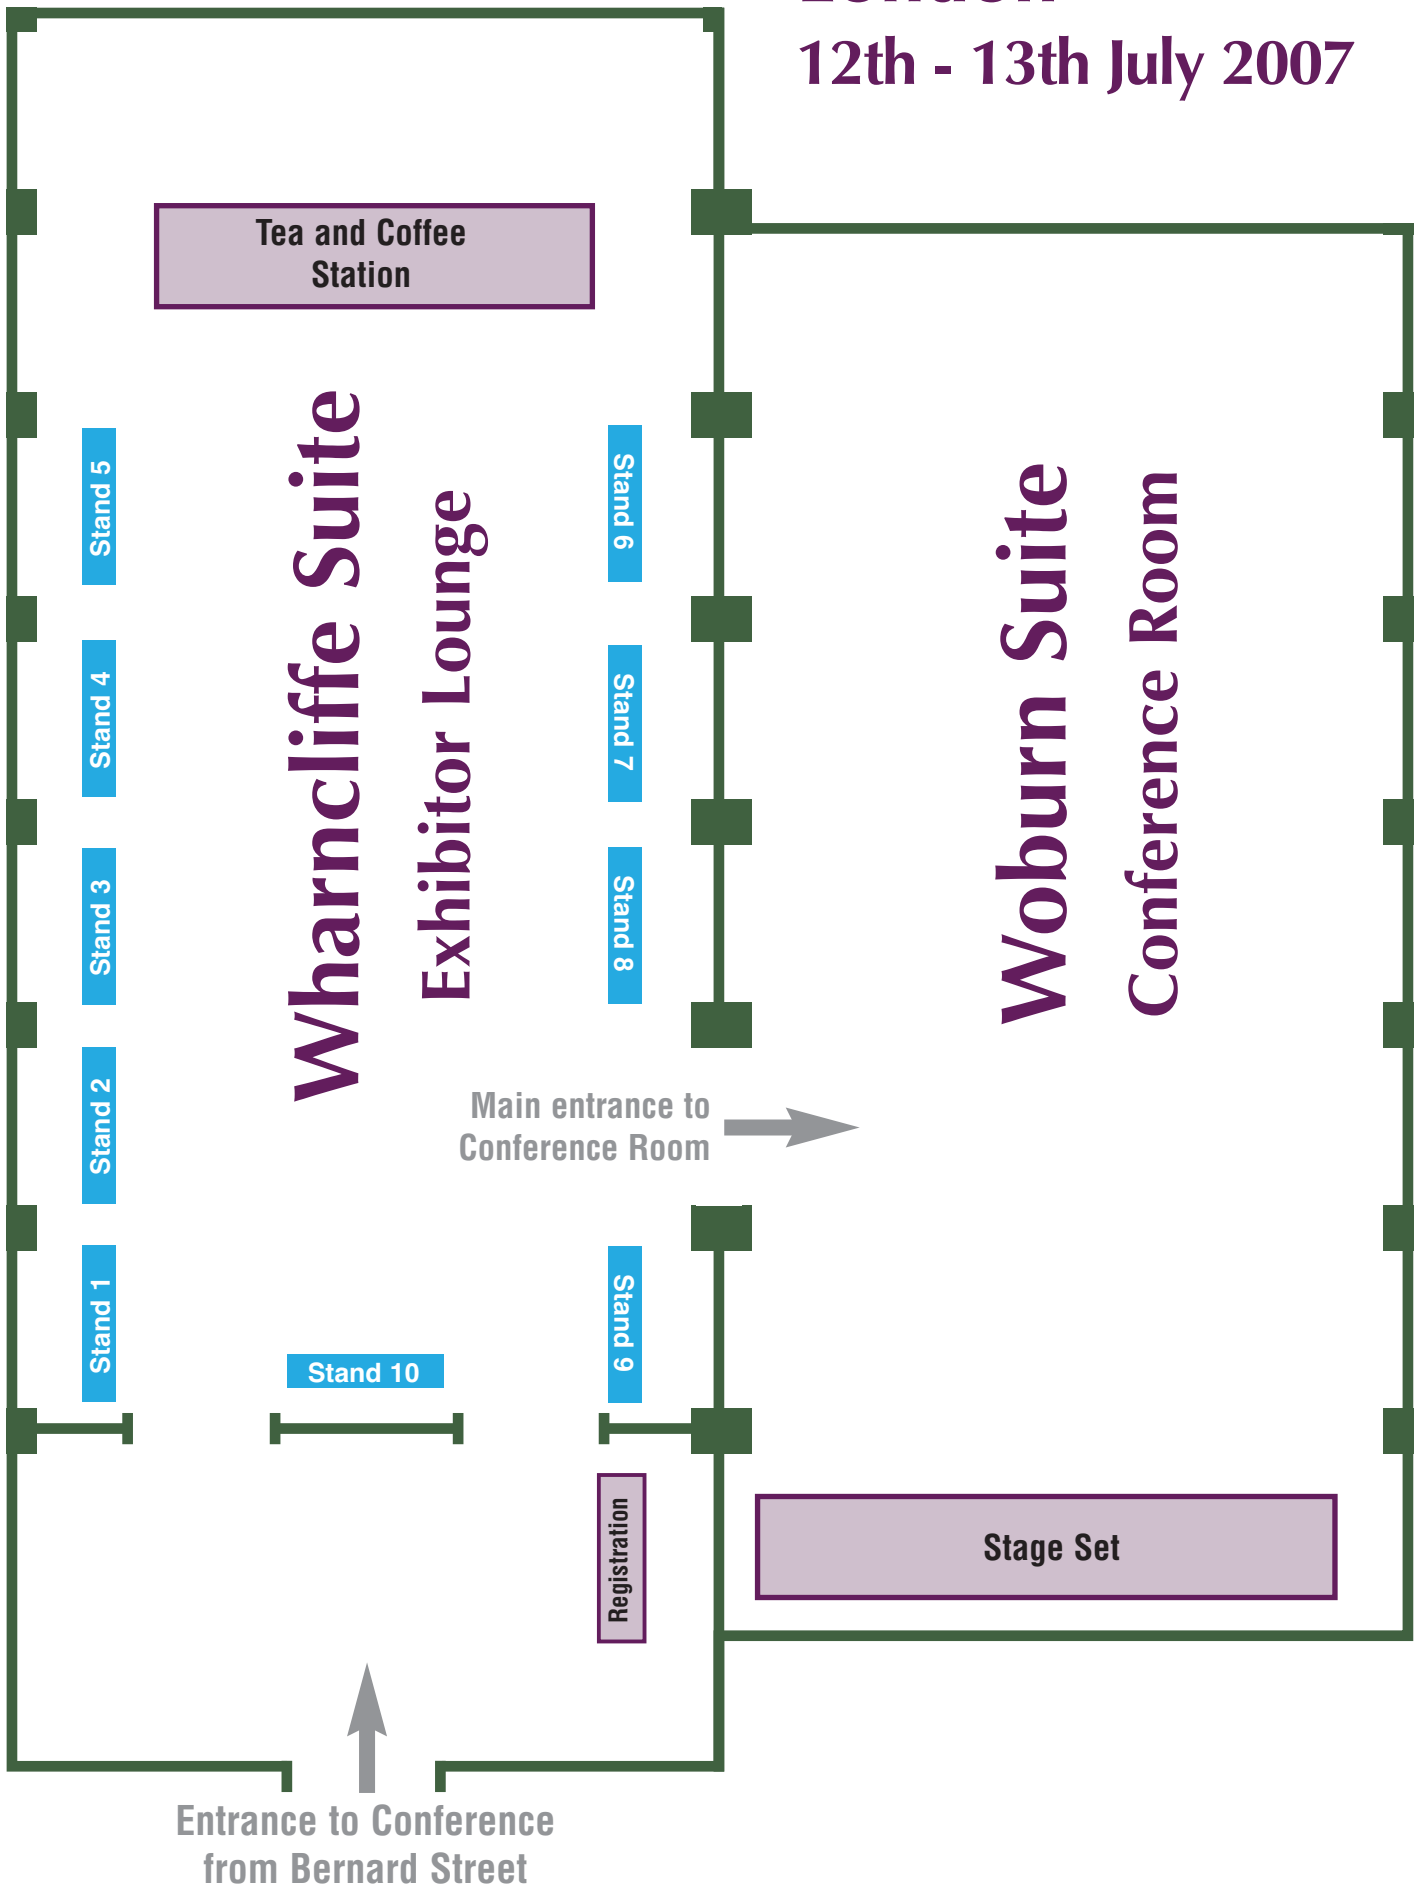 London
12th - 13th July 2007
Tea and Coffee
Station
Wharncliffe Suite
Exhibitor Lounge
Woburn Suite
Conference Room
Stand 5
Stand 6
Stand 4
Stand 7
Stand 3
Stand 8
Stand 2
Main entrance to
Conference Room
Stand 1
Stand 9
Stand 10
Registration
Stage Set
Entrance to Conference
from Bernard Street